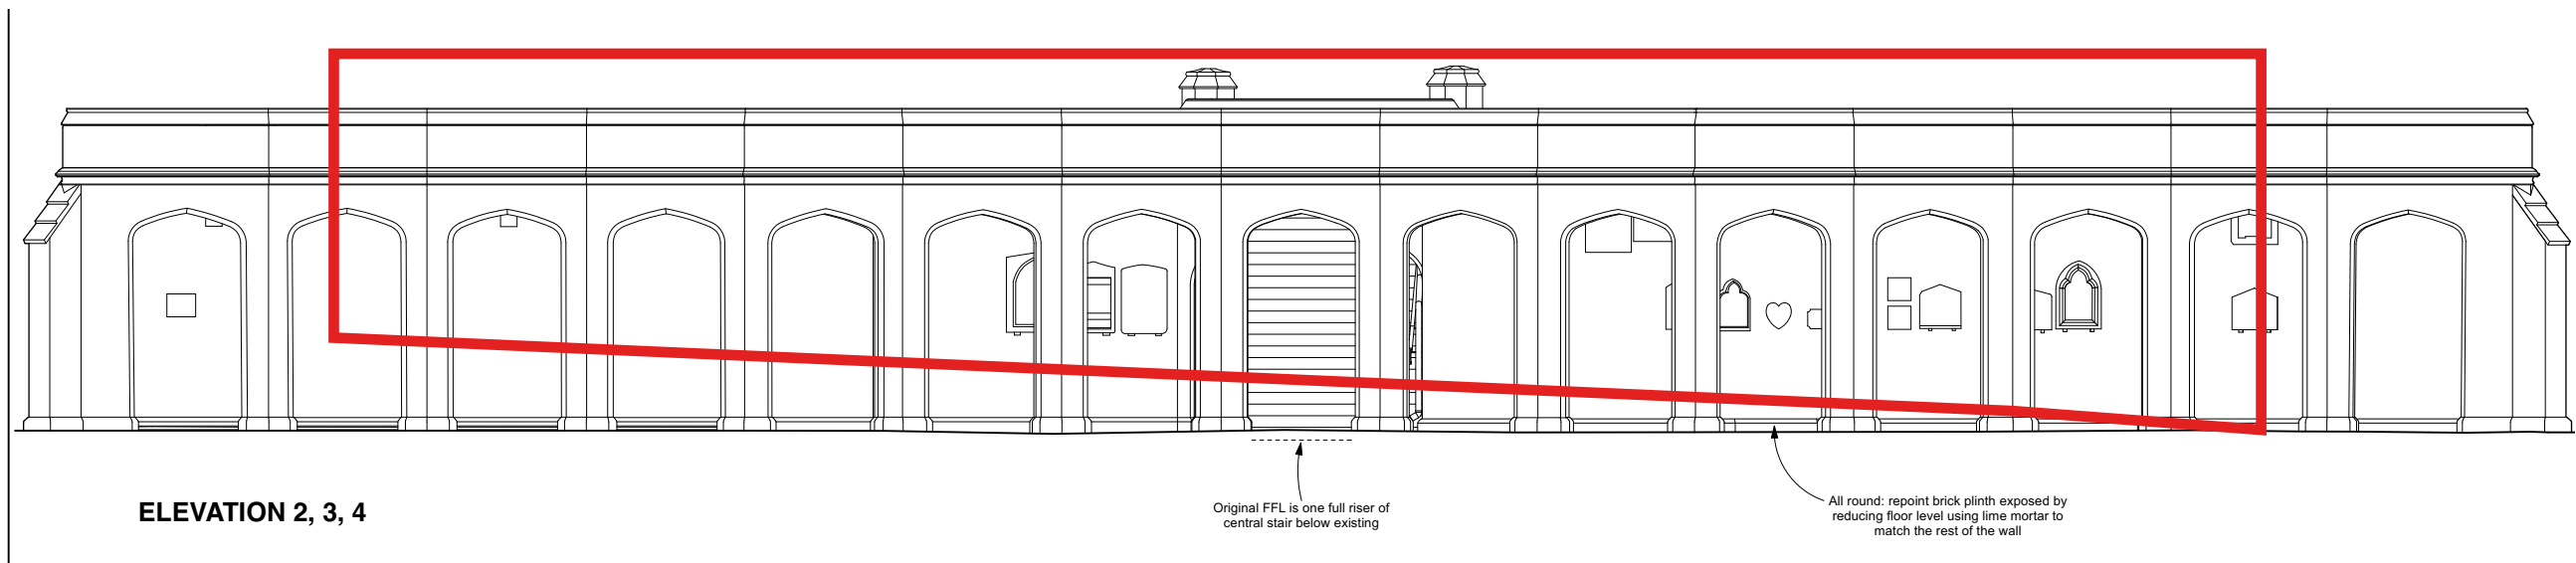 ELEVATION 2, 3, 4
Original FFL is one full riser of
central stair below existing
All round: repoint brick plinth exposed by
reducing floor level using lime mortar to
match the rest of the wall